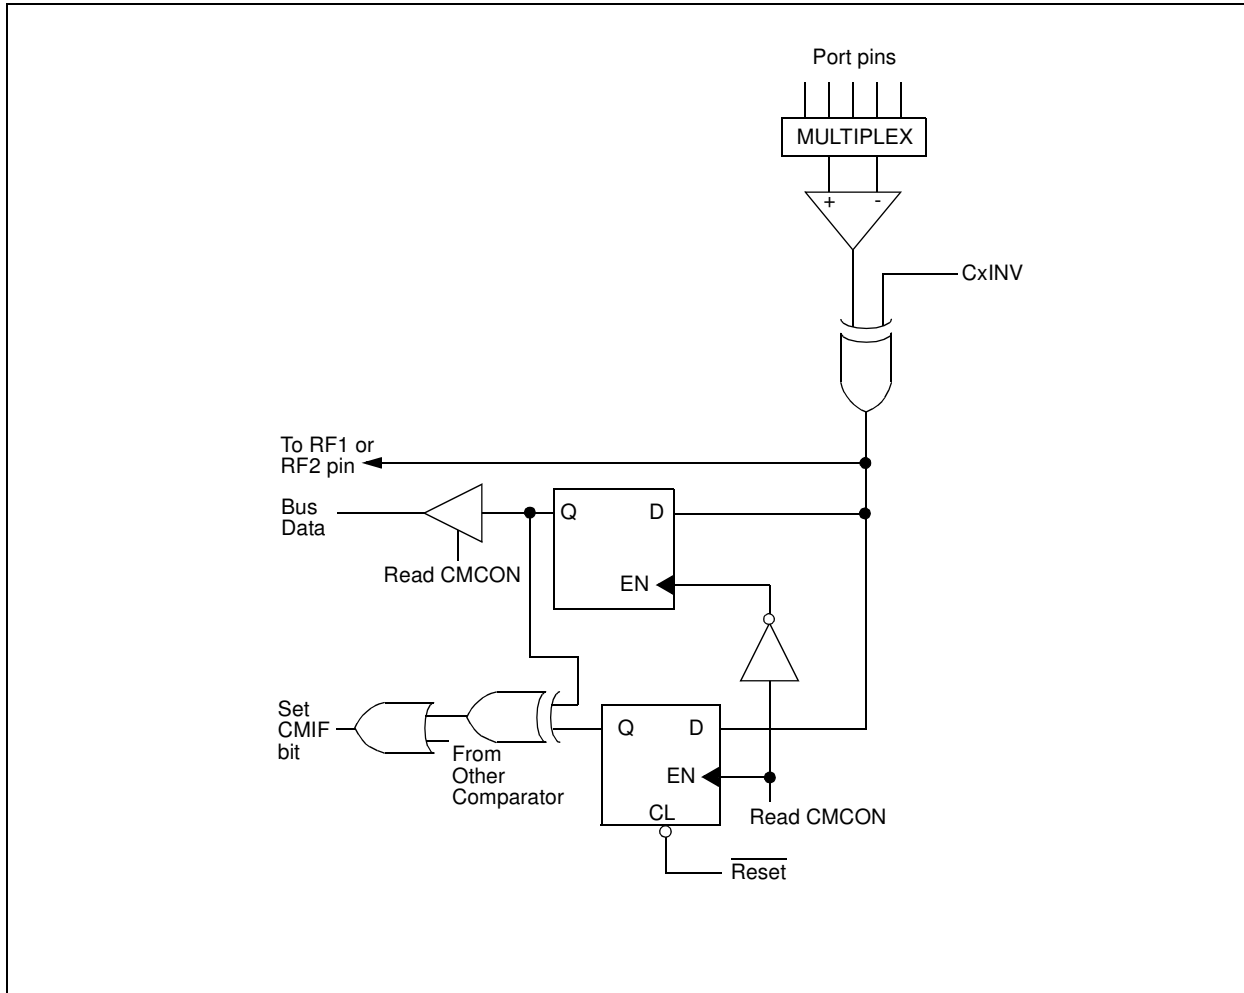 Port pins
MULTIPLEX
+ -
CxINV
To RF1 or
RF2 pin
Bus
Data
Q D
Read CMCON
EN
Set
CMIF
bit
Q D
From
Other
Comparator
EN
CL
Read CMCON
Reset